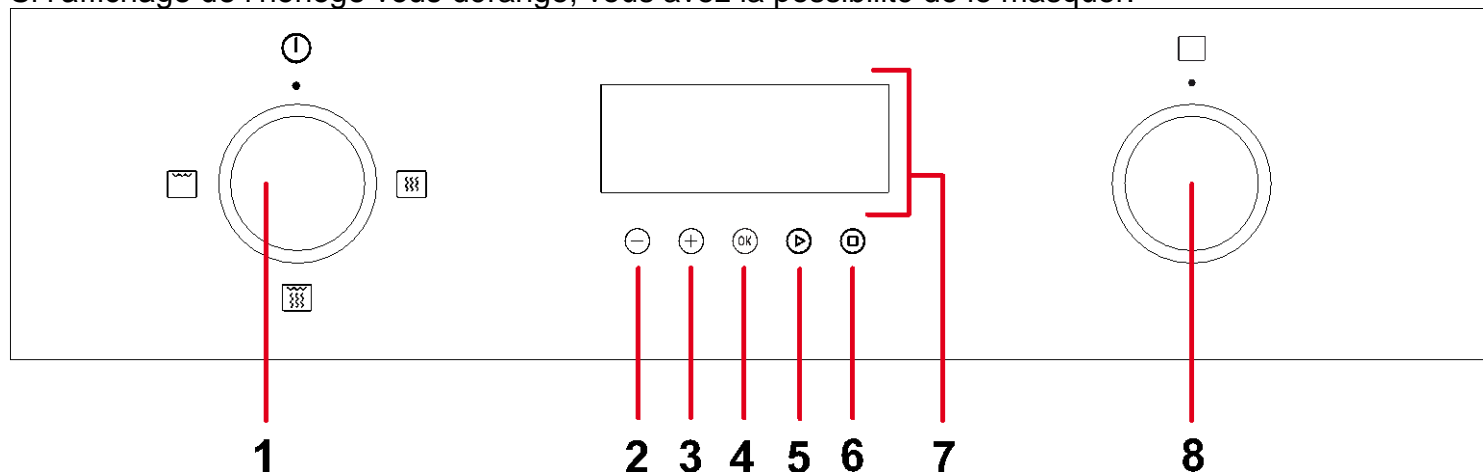 Si l'affichage de l'horloge vous dérange, vous avez la possibilité de le masquer.
OK
1 2 3 4 5 6 7 8